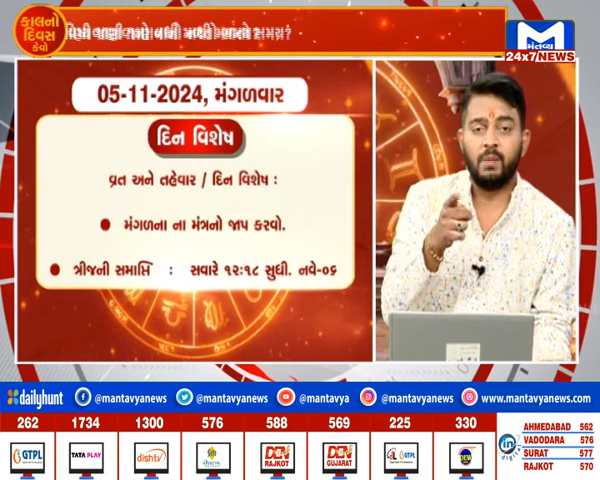 કાલનો
દિવસ
કેવો
મંતવ્ય
24x7NEWS
05-11-2024, મંગળવાર
દિન વિશેષ
વ્રત અને તહેવાર / દિન વિશેષ :
મંગળના ના મંત્રનો જાપ કરવો.
ત્રીજની સમાપ્તિ : સવારે ૧૨:૧૮ સુધી. નવે-૦૬
dailyhunt @mantavyanews @mantavyanews @mantavya @mantavyanews www.mantavyanews.com
262 1734 1300 576 588 569 225 330
GTPL TATA PLAY dishtv DEN RAJKOT DEN GUJARAT GTPL
in digital
AHMEDABAD 562
VADODARA 576
SURAT 577
RAJKOT 570